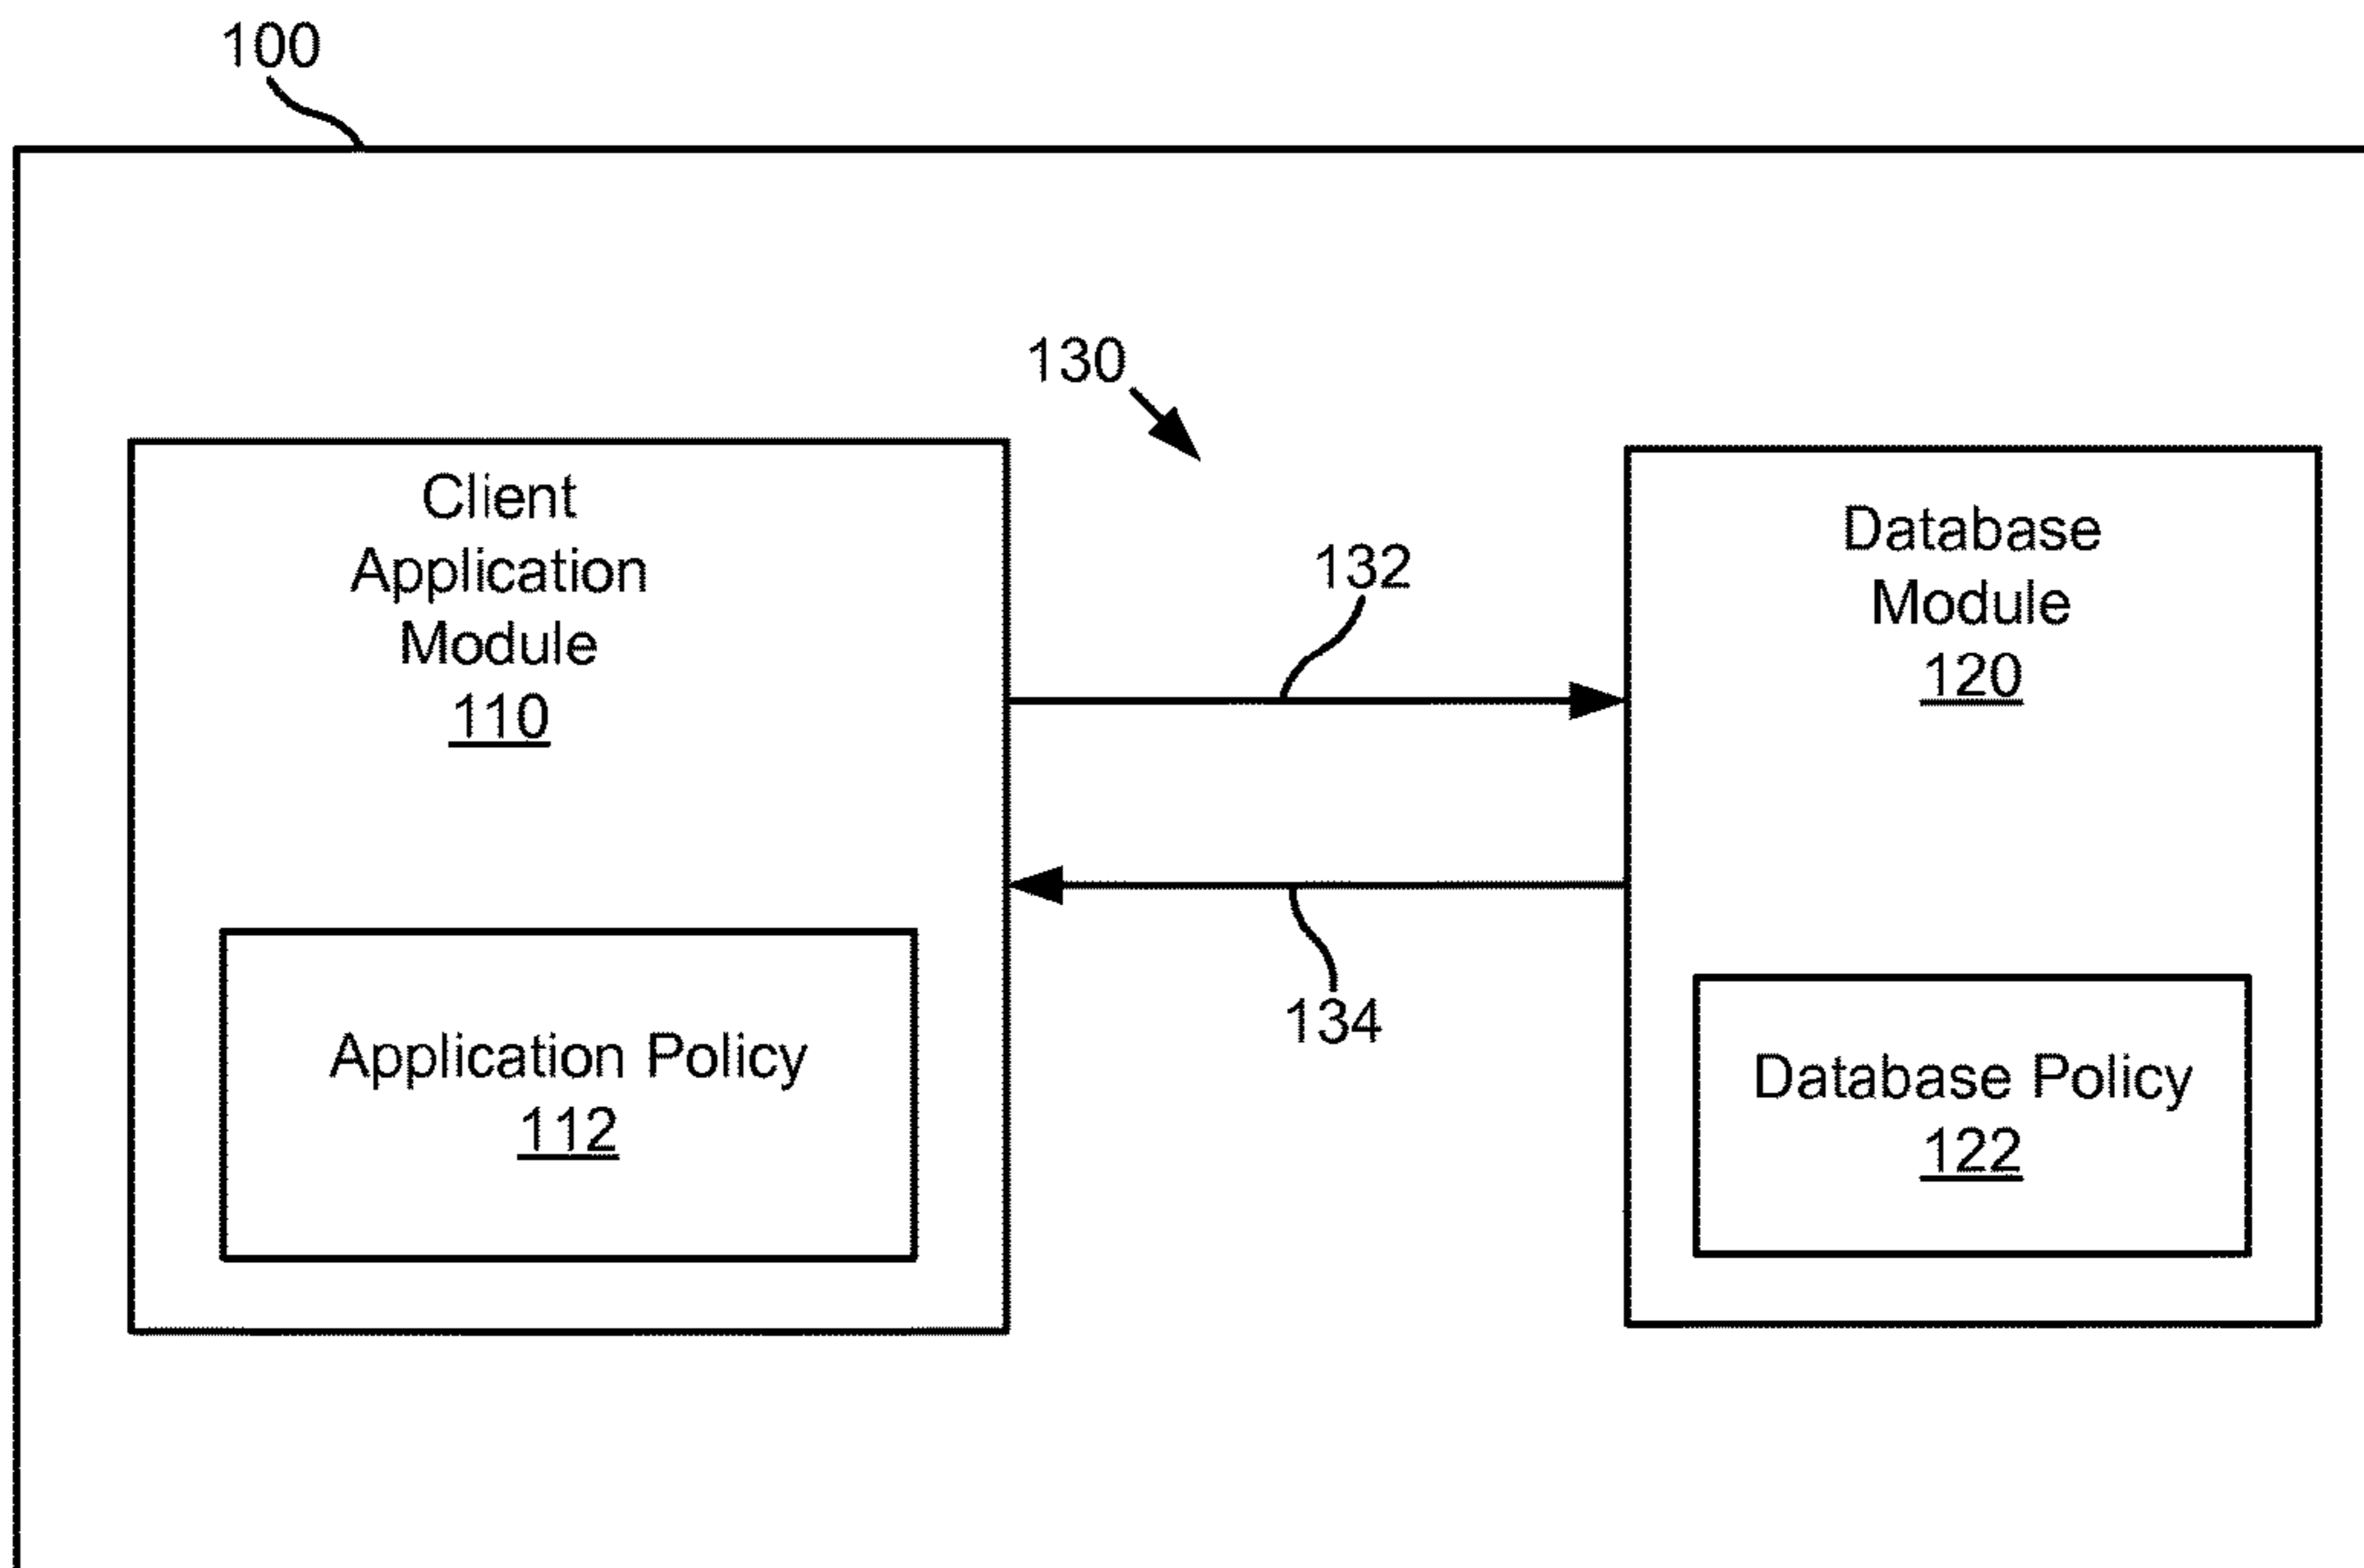 100
130
Client
Application
Module
110
132
Database
Module
120
134
Application Policy
112
Database Policy
122